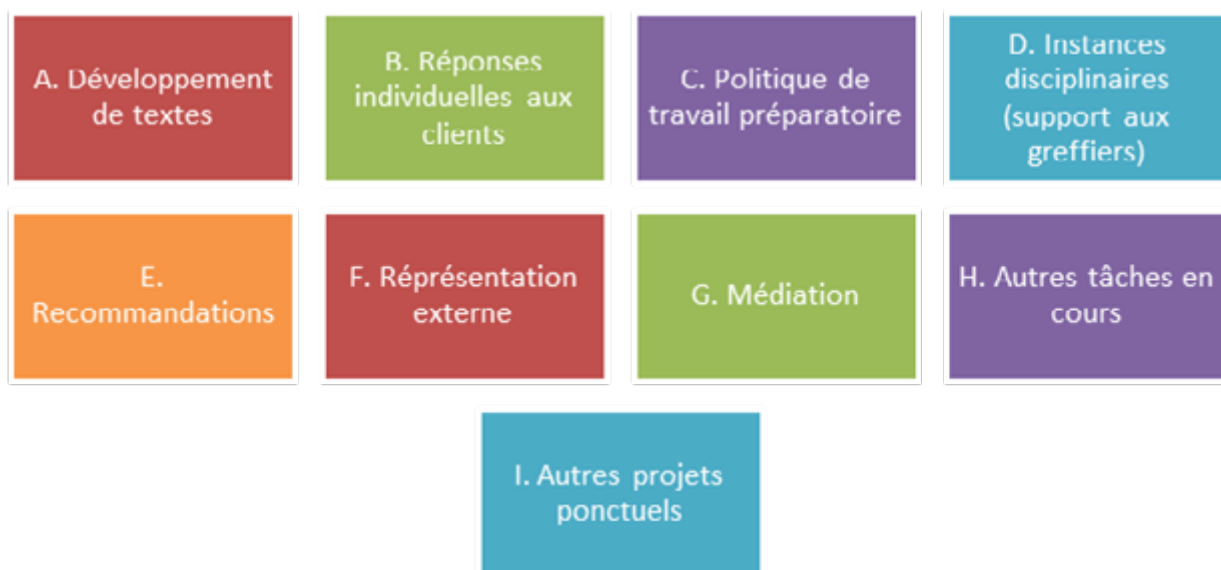 A. Développement
de textes
B. Réponses
individuelles aux
clients
C. Politique de
travail préparatoire
D. Instances
disciplinaires
(support aux
greffiers)
E.
Recommandations
F. Réprésentation
externe
G. Médiation
H. Autres tâches en
cours
I. Autres projets
ponctuels